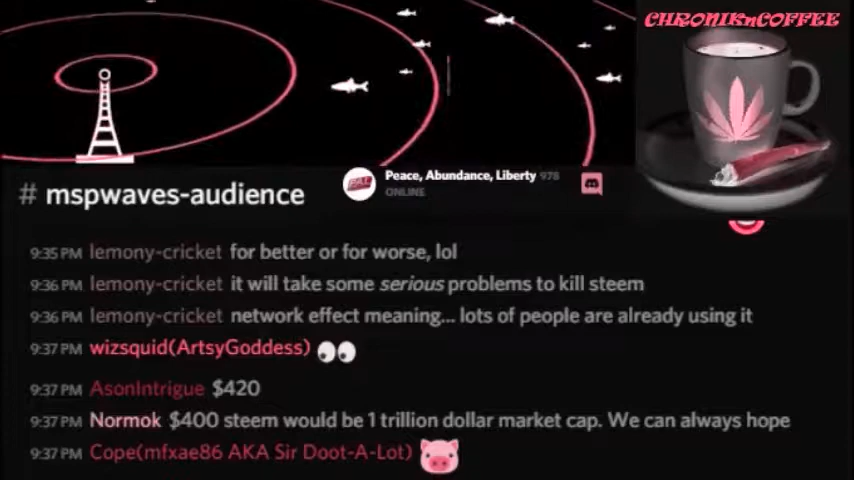 CHRONIKnCOFFEE
Peace, Abundance, Liberty 978
PAL
ONLINE
# mspwaves-audience
9:35 PM lemony-cricket for better or for worse, lol
9:36 PM lemony-cricket it will take some serious problems to kill steem
9:36 PM lemony-cricket network effect meaning... lots of people are already using it
9:37 PM wizsquid(ArtsyGoddess) 👀
9:37 PM AsonIntrigue $420
9:37 PM Normok $400 steem would be 1 trillion dollar market cap. We can always hope
9:37 PM Cope(mfxae86 AKA Sir Doot-A-Lot) 🐷